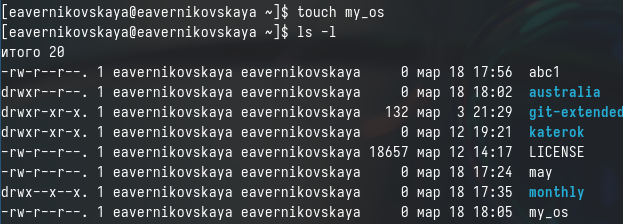 [eavernikovskaya@eavernikovskaya ~]$ touch my_os
[eavernikovskaya@eavernikovskaya ~]$ ls -l
итого 20
-rw-r--r--. 1 eavernikovskaya eavernikovskaya     0 мар 18 17:56  abc1
drwxr--r--. 1 eavernikovskaya eavernikovskaya     0 мар 18 18:02  australia
drwxr-xr-x. 1 eavernikovskaya eavernikovskaya   132 мар  3 21:29  git-extended
drwxr-xr-x. 1 eavernikovskaya eavernikovskaya     0 мар 12 19:21  katerok
-rw-r--r--. 1 eavernikovskaya eavernikovskaya 18657 мар 12 14:17  LICENSE
-rw-r--r--. 1 eavernikovskaya eavernikovskaya     0 мар 18 17:24  may
drwx--x--x. 1 eavernikovskaya eavernikovskaya     0 мар 18 17:35  monthly
-rw-r--r--. 1 eavernikovskaya eavernikovskaya     0 мар 18 18:05  my_os